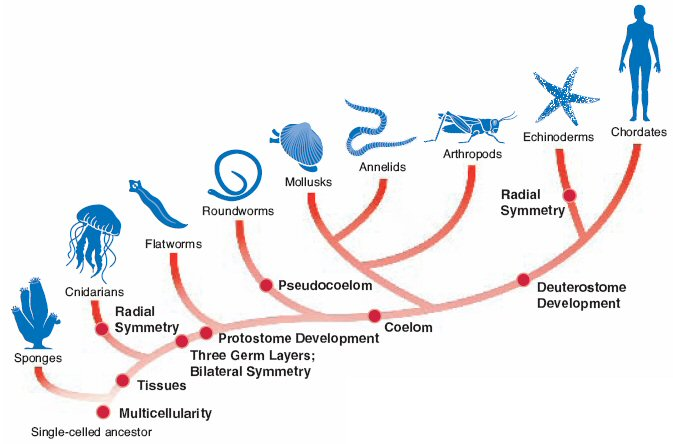 Chordates
Echinoderms
Arthropods
Annelids
Mollusks
Radial
Symmetry
Roundworms
Flatworms
Pseudocoelom
Deuterostome
Development
Cnidarians
Radial
Symmetry
Coelom
Protostome Development
Three Germ Layers;
Bilateral Symmetry
Sponges
Tissues
Multicellularity
Single-celled ancestor